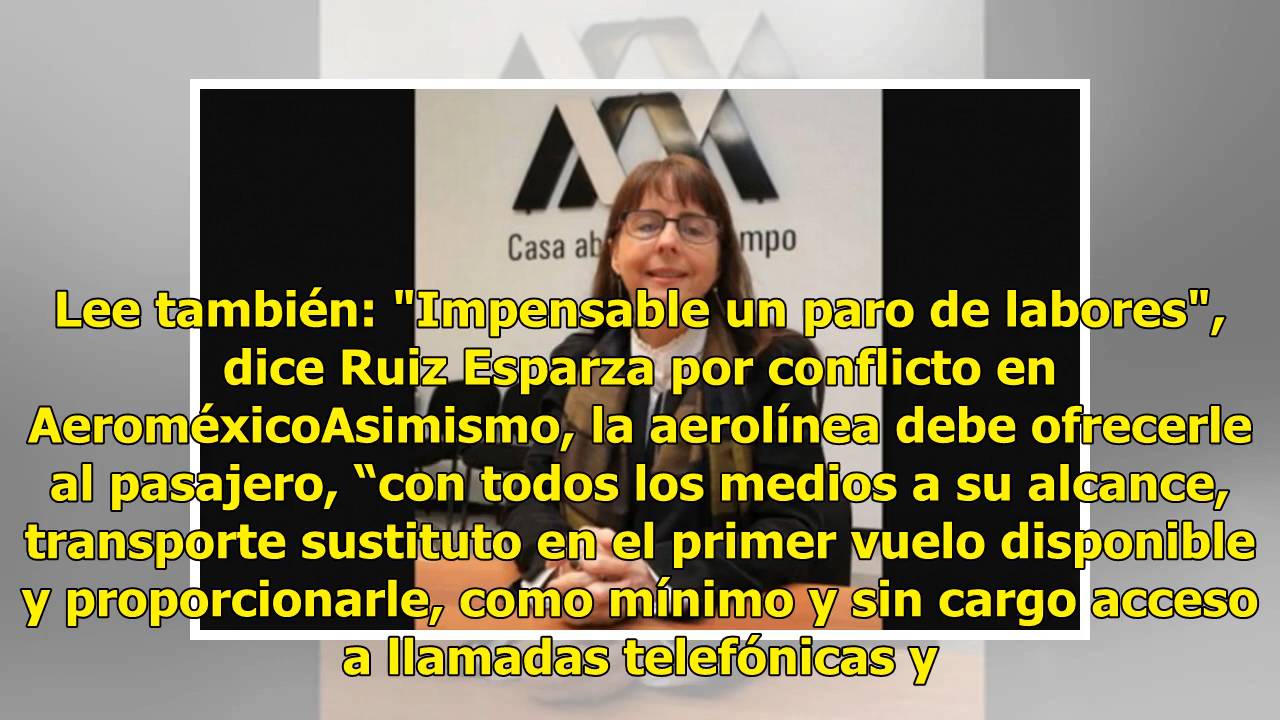 Casa ab mpo
Lee también: "Impensable un paro de labores",
dice Ruiz Esparza por conflicto en
AeroméxicoAsimismo, la aerolínea debe ofrecerle
al pasajero, “con todos los medios a su alcance,
transporte sustituto en el primer vuelo disponible
y proporcionarle, como mínimo y sin cargo acceso
a llamadas telefónicas y